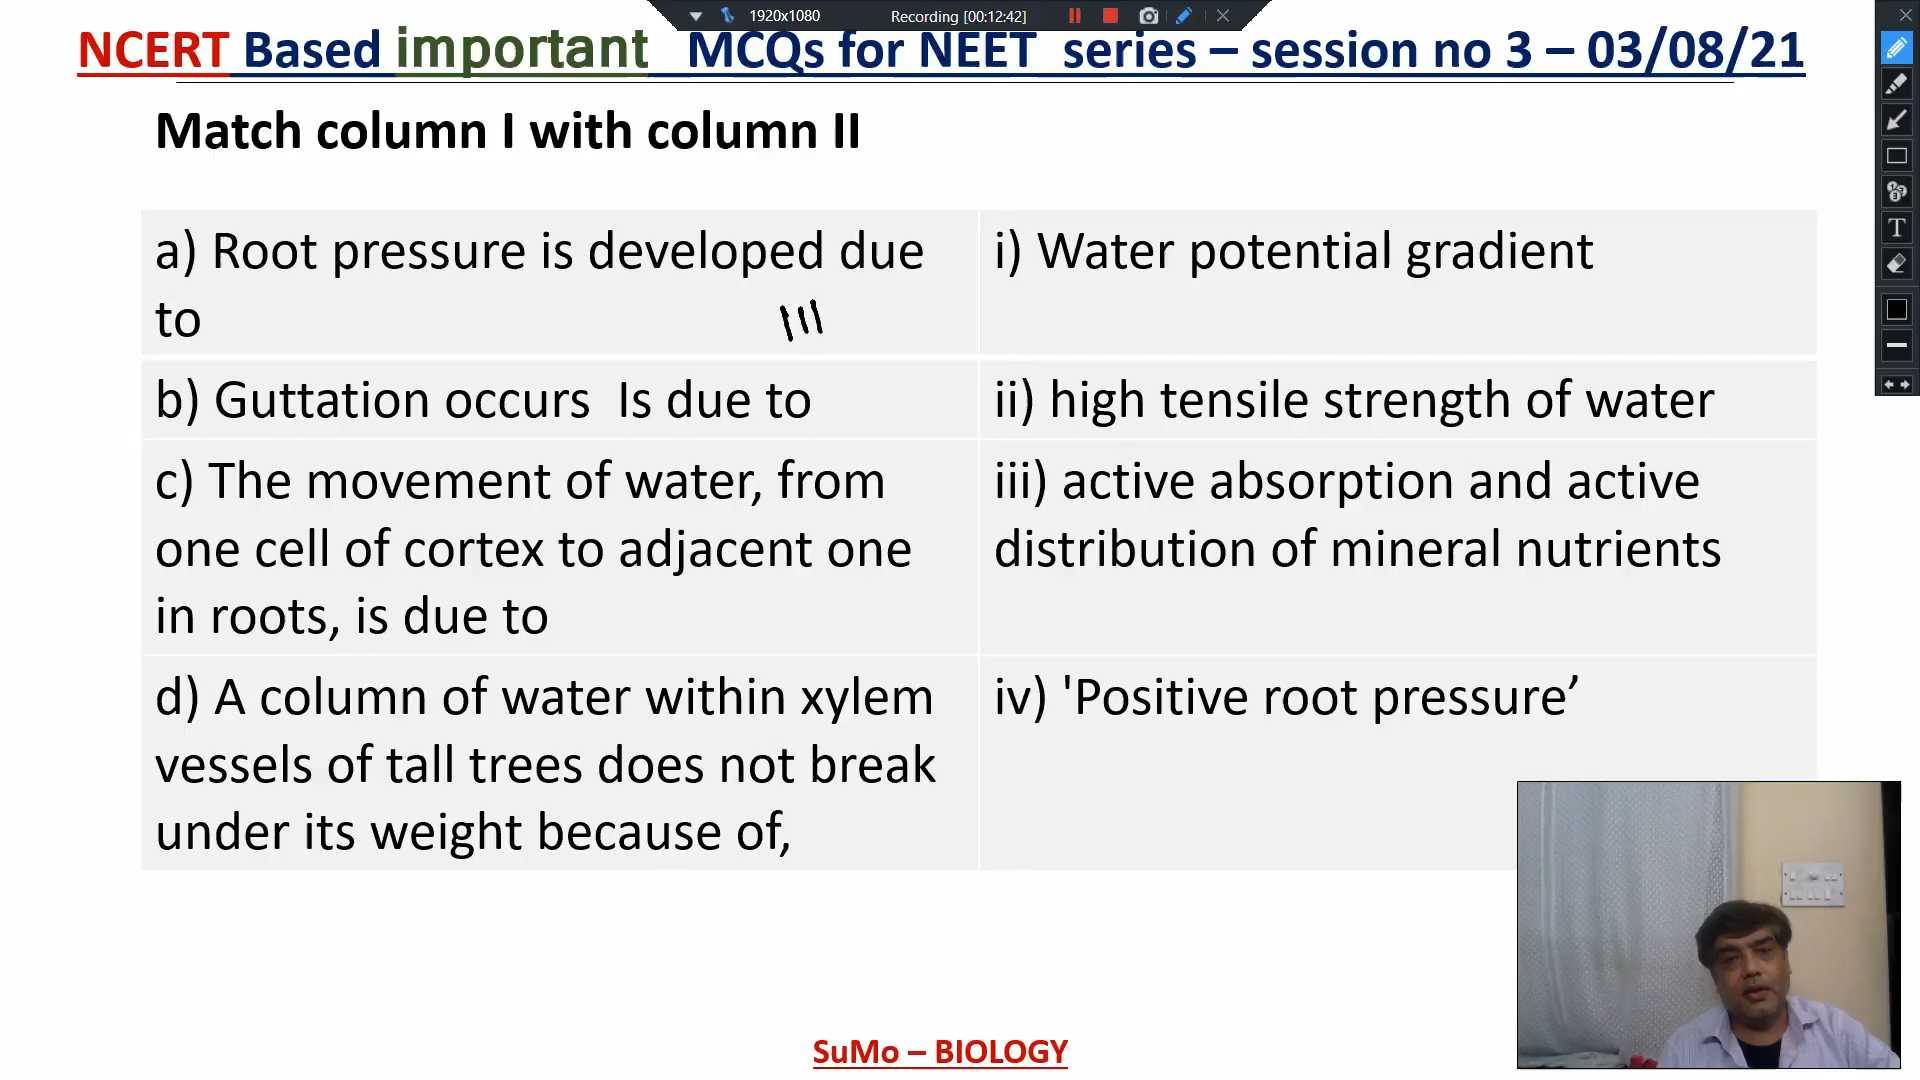 1920x1080 Recording [00:12:42]
NCERT Based important MCQs for NEET series – session no 3 – 03/08/21
Match column I with column II
a) Root pressure is developed due
to
III
i) Water potential gradient
b) Guttation occurs Is due to
ii) high tensile strength of water
c) The movement of water, from
one cell of cortex to adjacent one
in roots, is due to
iii) active absorption and active
distribution of mineral nutrients
d) A column of water within xylem
vessels of tall trees does not break
under its weight because of,
iv) 'Positive root pressure’
SuMo – BIOLOGY